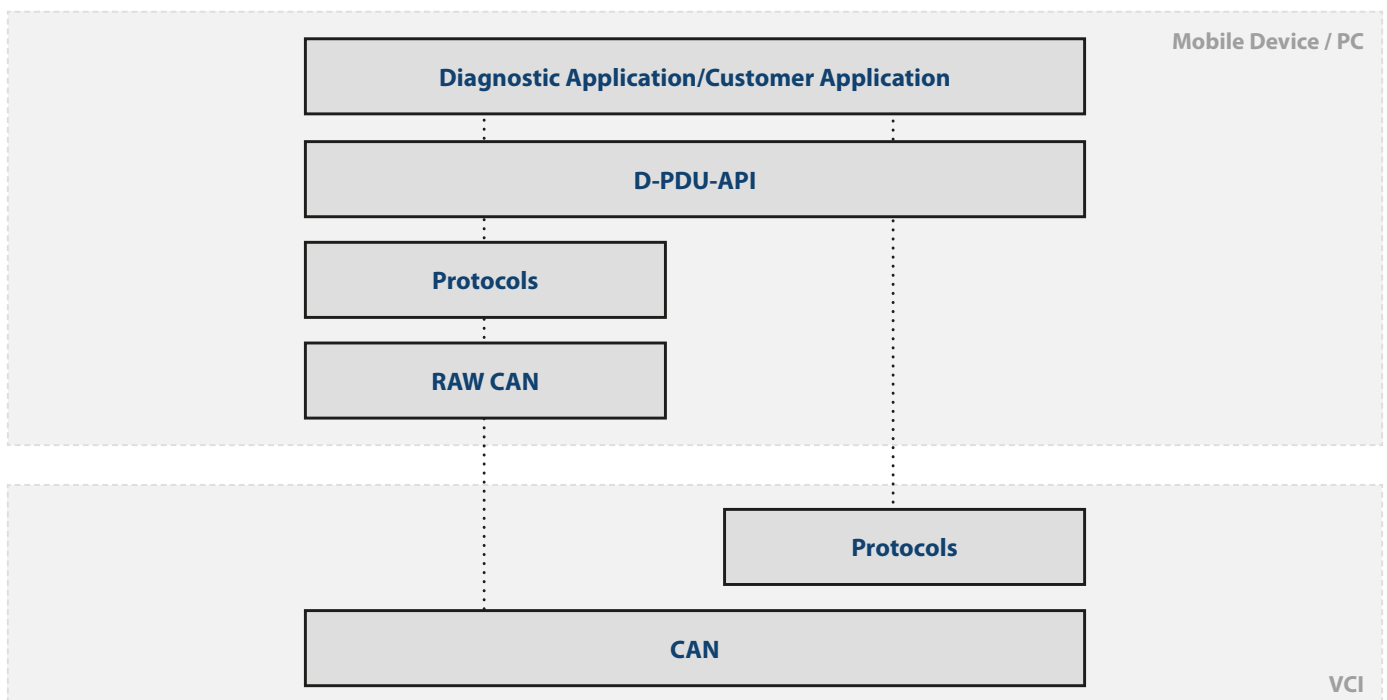 Mobile Device / PC
Diagnostic Application/Customer Application
D-PDU-API
Protocols
RAW CAN
Protocols
CAN
VCI